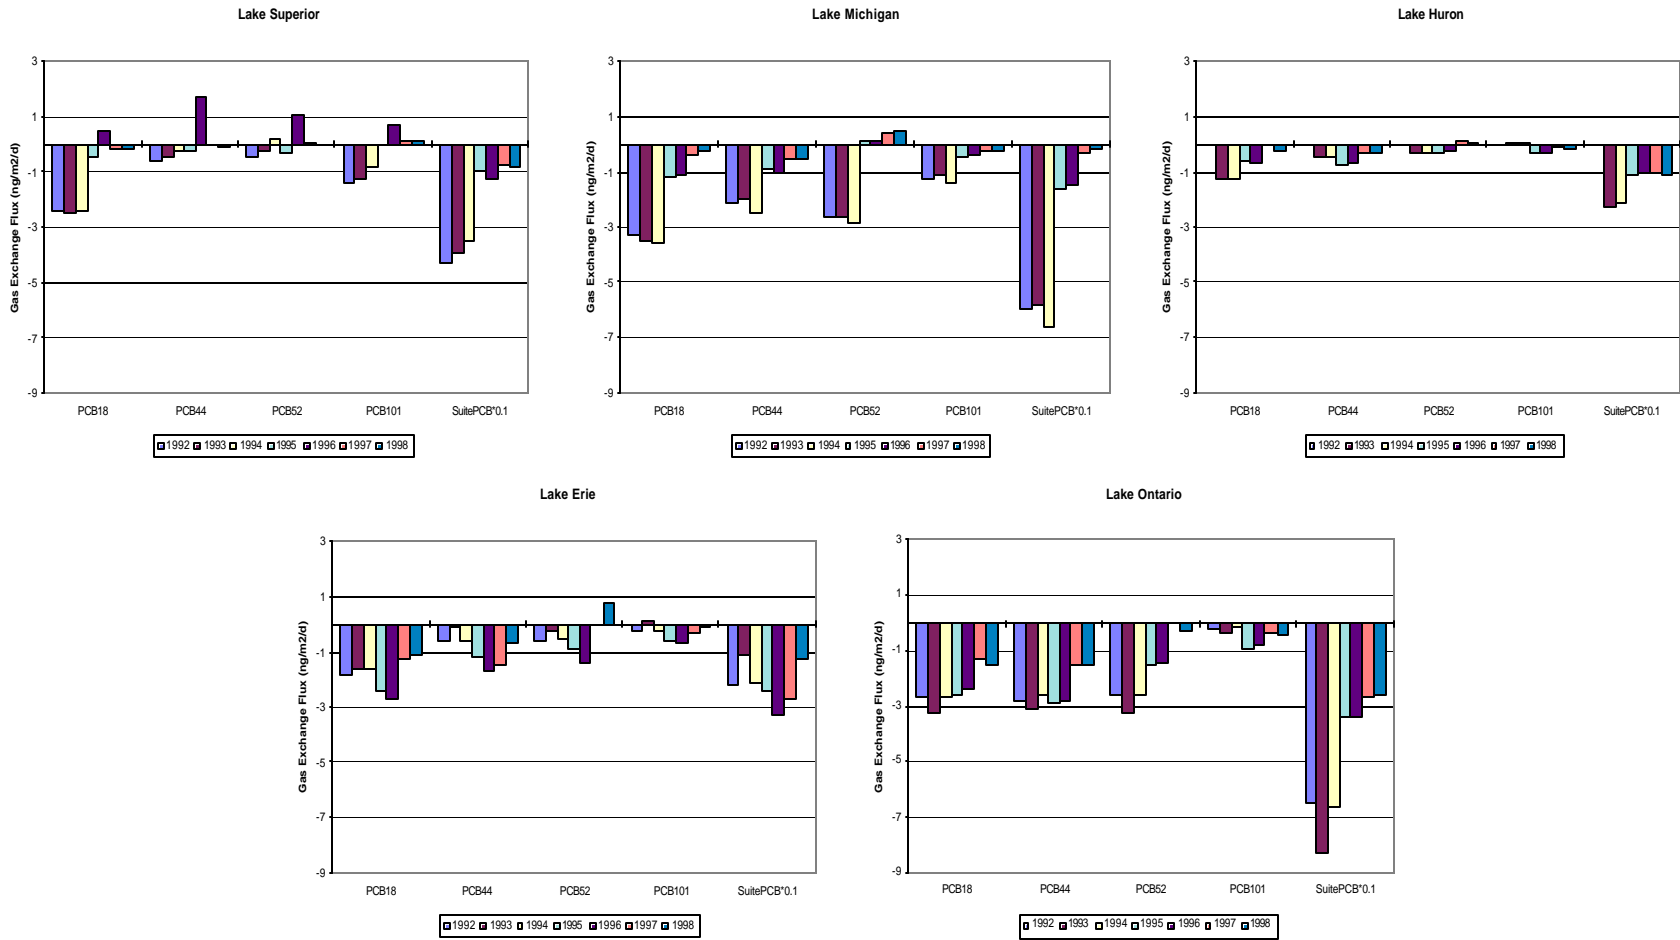 Lake Superior
Gas Exchange Flux (ng/m2/d)
3
1
-1
-3
-5
-7
-9
PCB18 PCB44 PCB52 PCB101 SuitePCB*0.1
1992 1993 1994 1995 1996 1997 1998
Lake Michigan
Gas Exchange Flux (ng/m2/d)
3
1
-1
-3
-5
-7
-9
PCB18 PCB44 PCB52 PCB101 SuitePCB*0.1
1992 1993 1994 1995 1996 1997 1998
Lake Huron
Gas Exchange Flux (ng/m2/d)
3
1
-1
-3
-5
-7
-9
PCB18 PCB44 PCB52 PCB101 SuitePCB*0.1
1992 1993 1994 1995 1996 1997 1998
Lake Erie
Gas Exchange Flux (ng/m2/d)
3
1
-1
-3
-5
-7
-9
PCB18 PCB44 PCB52 PCB101 SuitePCB*0.1
1992 1993 1994 1995 1996 1997 1998
Lake Ontario
Gas Exchange Flux (ng/m2/d)
3
1
-1
-3
-5
-7
-9
PCB18 PCB44 PCB52 PCB101 SuitePCB*0.1
1992 1993 1994 1995 1996 1997 1998